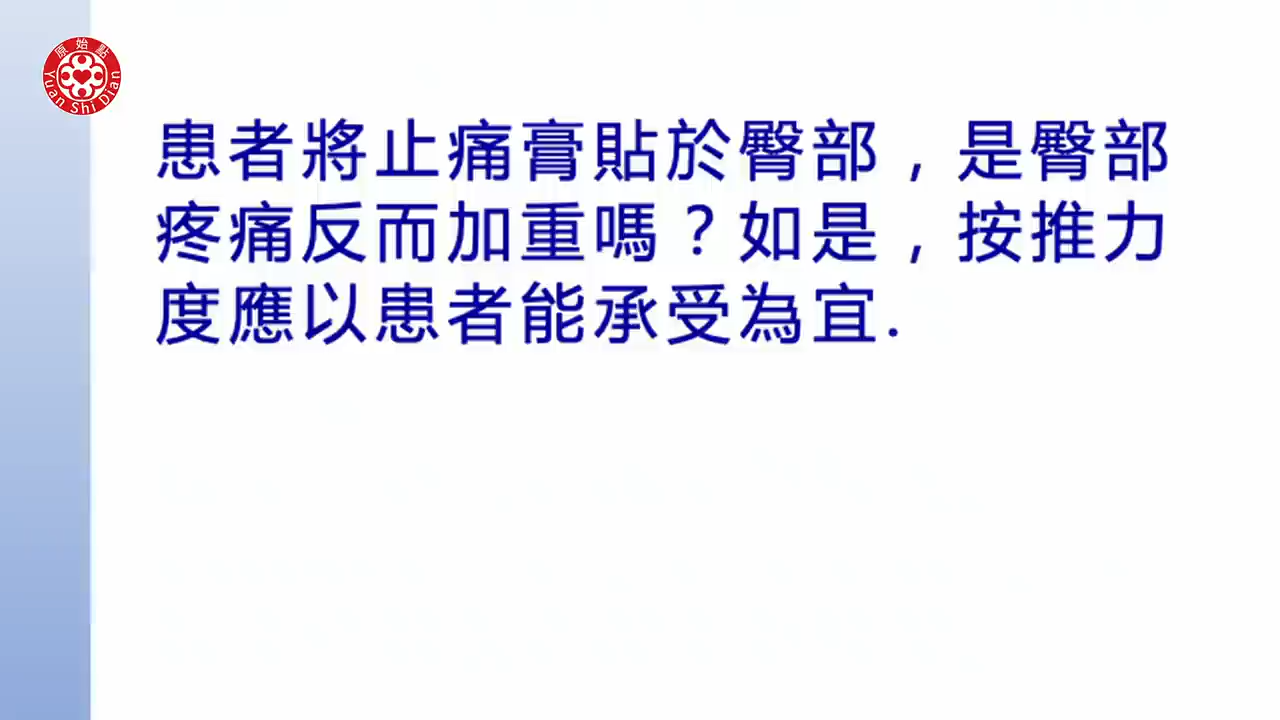 原始點
Yuan Shi Dian
患者將止痛膏貼於臀部，是臀部
疼痛反而加重嗎？如是，按推力
度應以患者能承受為宜.